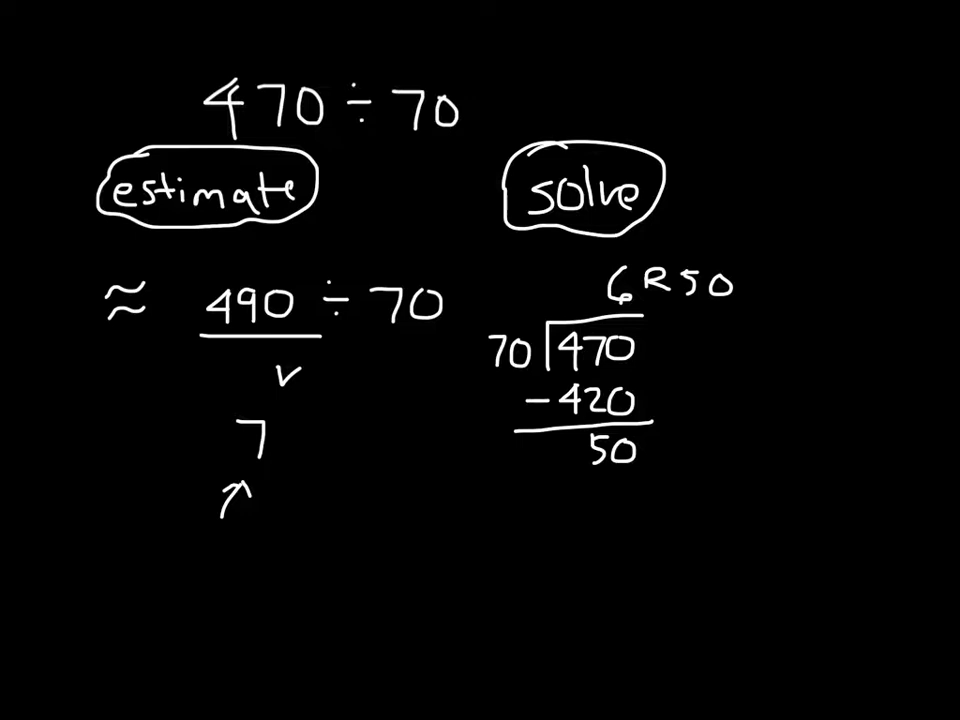 470 ÷ 70
estimate
≈ 490 ÷ 70
7
solve
6 R 50
70 470
- 420
50